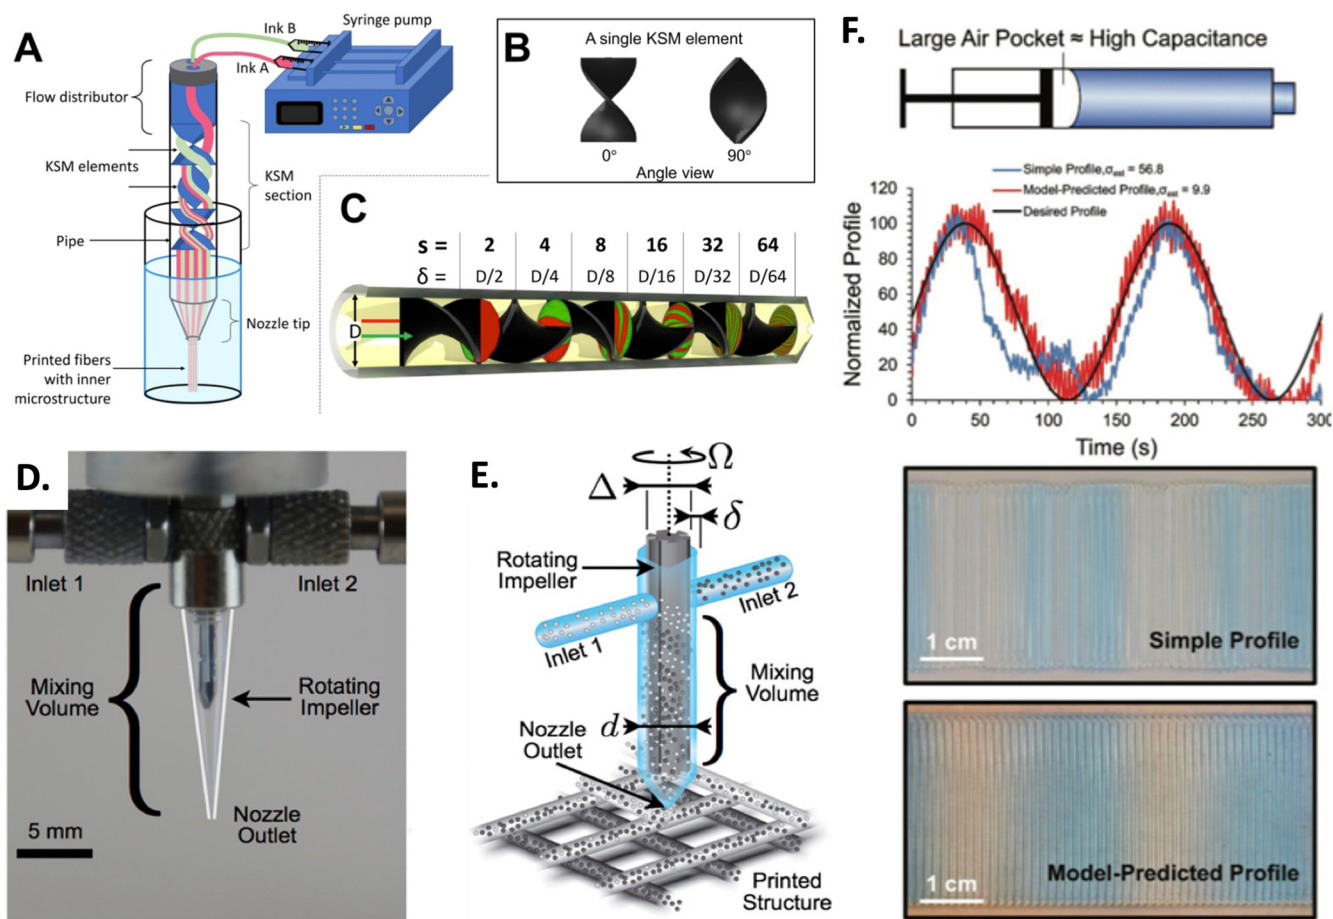 A
Ink B
Syringe pump
Ink A
Flow distributor
KSM elements
KSM
section
Pipe
Nozzle tip
Printed fibers
with inner
microstructure
B
A single KSM element
0°
90°
Angle view
C
s = 2 4 8 16 32 64
δ = D/2 D/4 D/8 D/16 D/32 D/64
D
D.
Inlet 1
Inlet 2
Mixing
Volume
Rotating
Impeller
Nozzle
Outlet
5 mm
E.
Ω
Δ
δ
Rotating
Impeller
Inlet 2
Inlet 1
Mixing
Volume
d
Nozzle
Outlet
Printed
Structure
F.
Large Air Pocket ≈ High Capacitance
Simple Profile,σest = 56.8
Model-Predicted Profile,σest = 9.9
Desired Profile
Normalized Profile
120
100
80
60
40
20
0
0 50 100 150 200 250 300
Time (s)
1 cm
Simple Profile
1 cm
Model-Predicted Profile